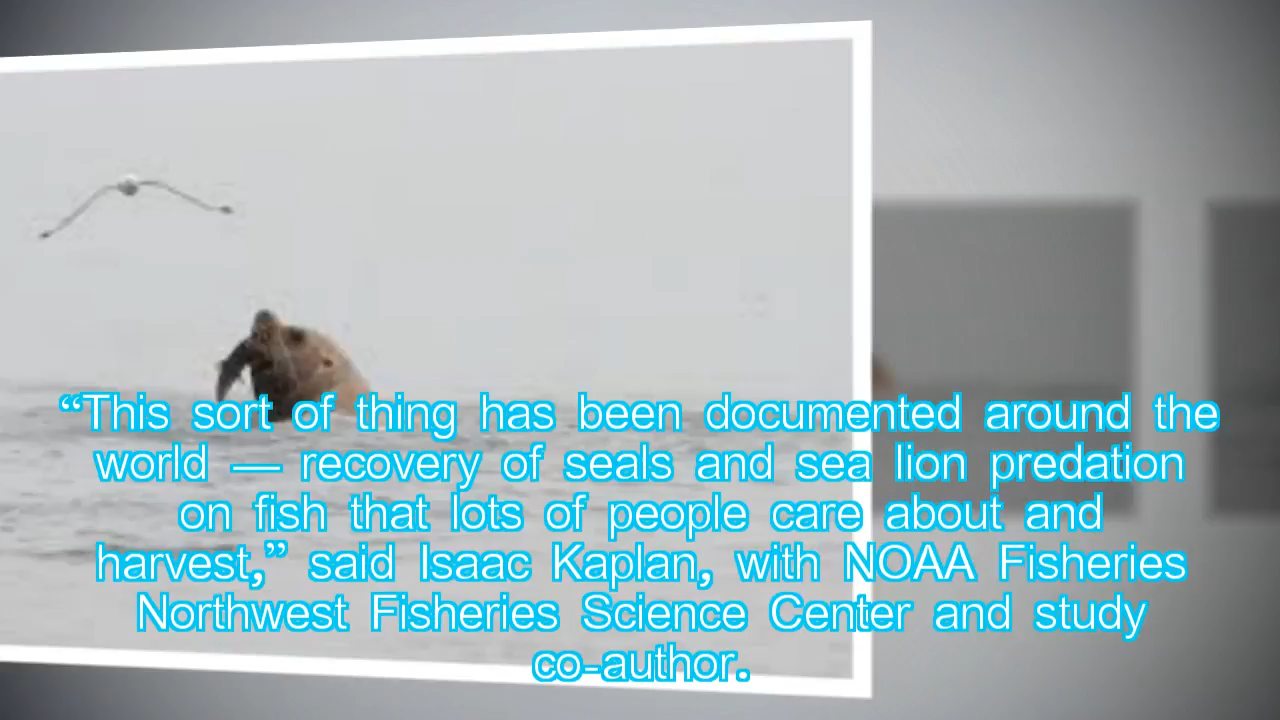 “This sort of thing has been documented around the
world — recovery of seals and sea lion predation
on fish that lots of people care about and
harvest,” said Isaac Kaplan, with NOAA Fisheries
Northwest Fisheries Science Center and study
co-author.